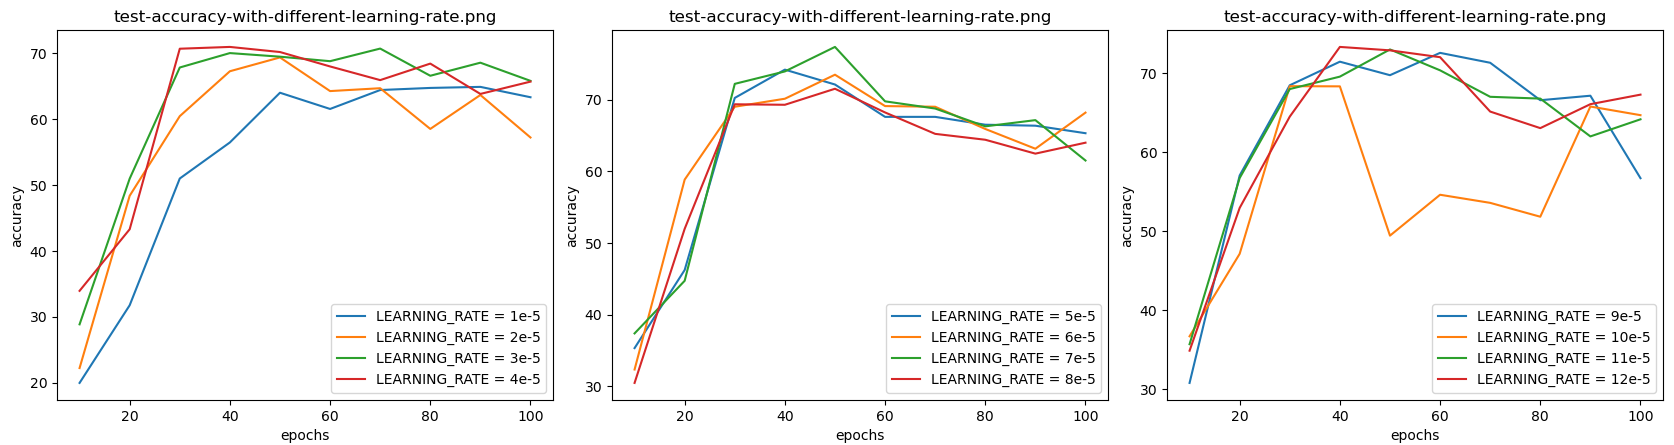 test-accuracy-with-different-learning-rate.png
70
60
50
40
30
20
accuracy
20
40
60
80
100
epochs
LEARNING_RATE = 1e-5
LEARNING_RATE = 2e-5
LEARNING_RATE = 3e-5
LEARNING_RATE = 4e-5
test-accuracy-with-different-learning-rate.png
70
60
50
40
30
accuracy
20
40
60
80
100
epochs
LEARNING_RATE = 5e-5
LEARNING_RATE = 6e-5
LEARNING_RATE = 7e-5
LEARNING_RATE = 8e-5
test-accuracy-with-different-learning-rate.png
70
60
50
40
30
accuracy
20
40
60
80
100
epochs
LEARNING_RATE = 9e-5
LEARNING_RATE = 10e-5
LEARNING_RATE = 11e-5
LEARNING_RATE = 12e-5